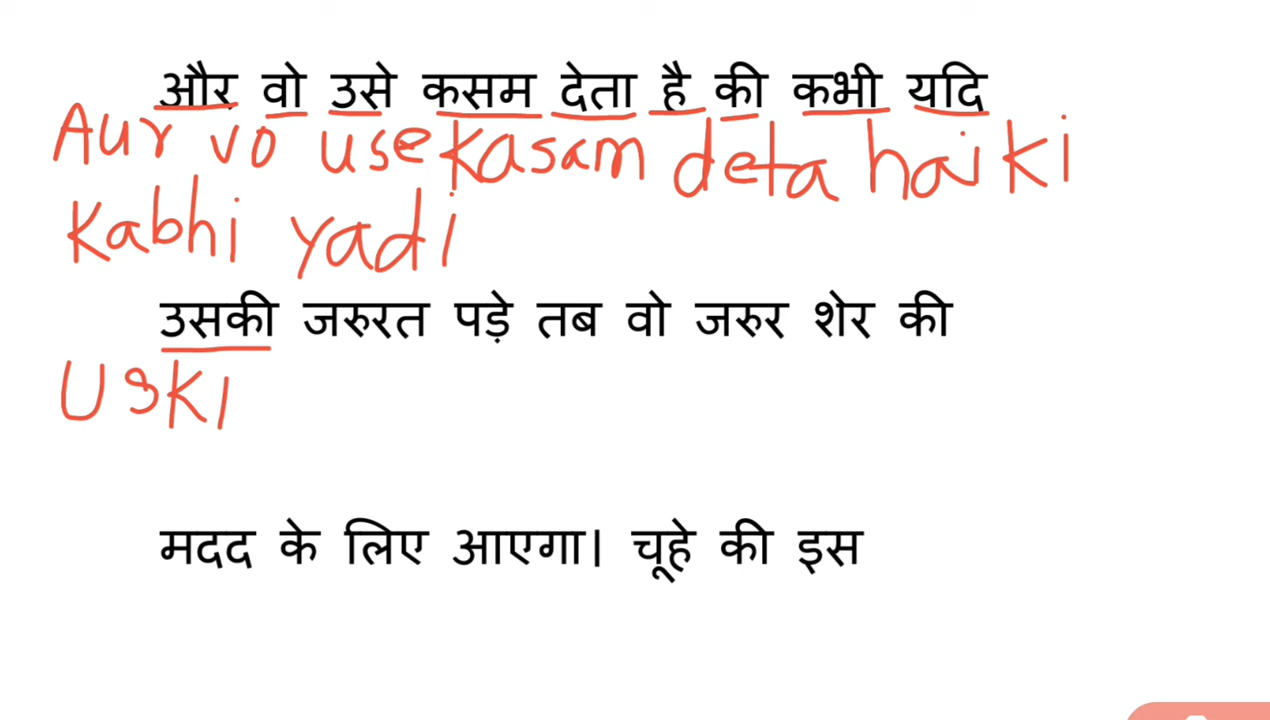 और वो उसे कसम देता है की कभी यदि
Aur vo use kasam deta hai ki
Kabhi yadi
उसकी जरुरत पड़े तब वो जरुर शेर की
Uski
मदद के लिए आएगा। चूहे की इस